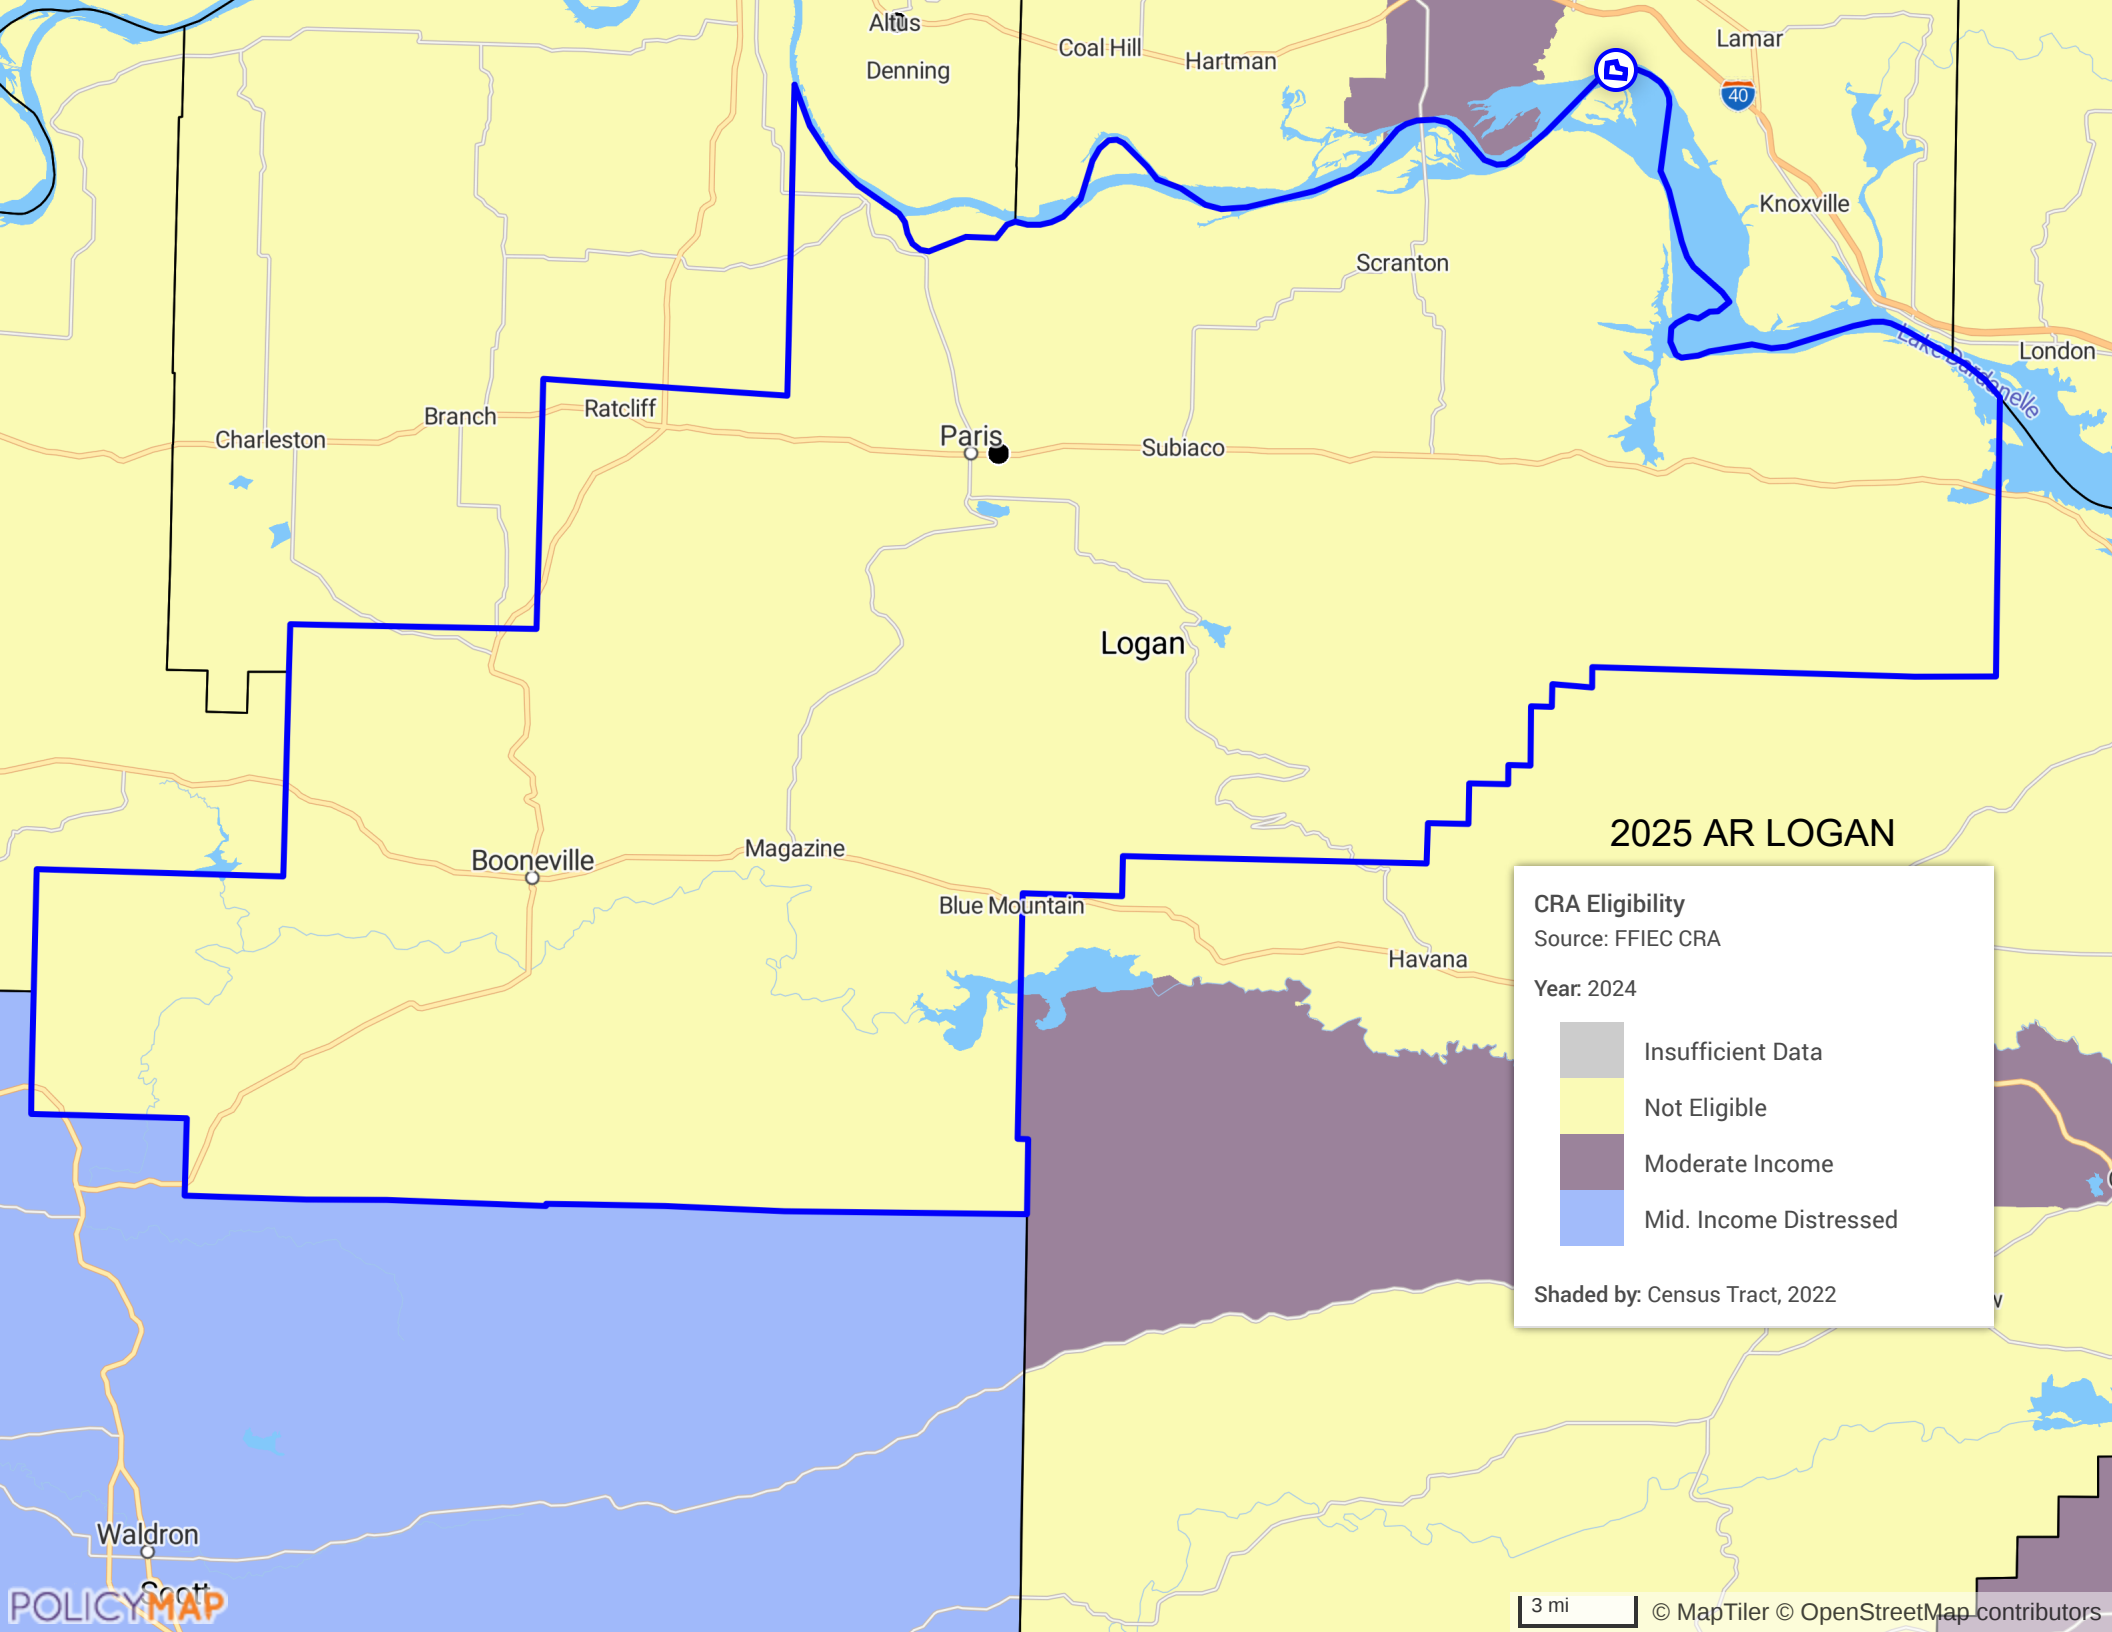 Altus
Coal Hill
Hartman
Lamar
Denning
40
Knoxville
Scranton
Lake Dardanelle
London
Ratcliff
Branch
Charleston
Paris
Subiaco
Logan
2025 AR LOGAN
Magazine
Booneville
Blue Mountain
Havana
CRA Eligibility
Source: FFIEC CRA
Year: 2024
Insufficient Data
Not Eligible
Moderate Income
Mid. Income Distressed
Shaded by: Census Tract, 2022
Waldron
Scott
POLICYMAP
3 mi
© MapTiler © OpenStreetMap contributors